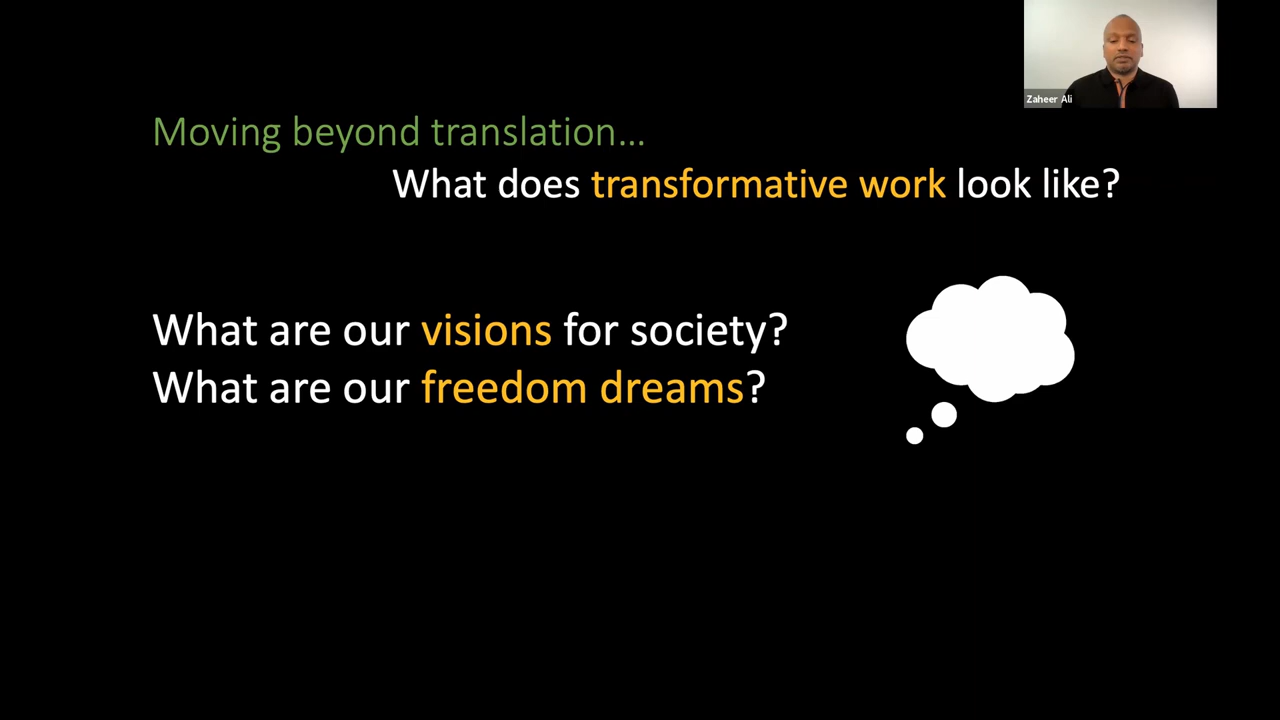 Moving beyond translation...
What does transformative work look like?
What are our visions for society?
What are our freedom dreams?
Zaheer Ali